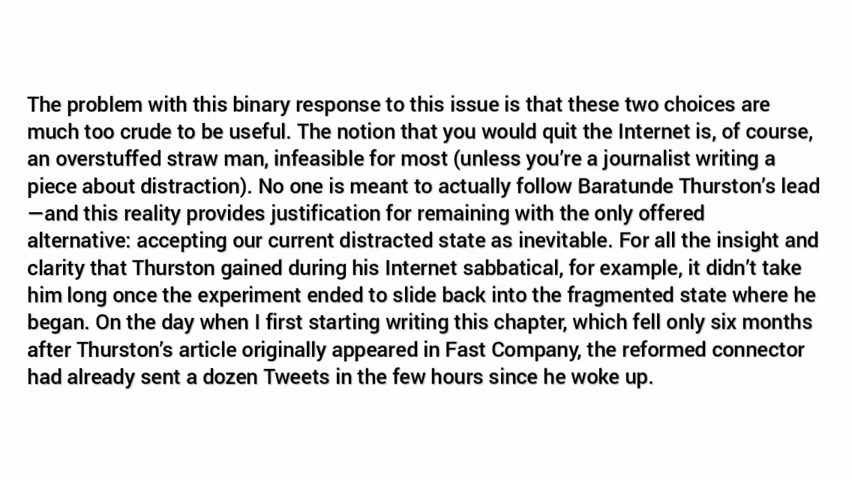 The problem with this binary response to this issue is that these two choices are
much too crude to be useful. The notion that you would quit the Internet is, of course,
an overstuffed straw man, infeasible for most (unless you’re a journalist writing a
piece about distraction). No one is meant to actually follow Baratunde Thurston’s lead
—and this reality provides justification for remaining with the only offered
alternative: accepting our current distracted state as inevitable. For all the insight and
clarity that Thurston gained during his Internet sabbatical, for example, it didn’t take
him long once the experiment ended to slide back into the fragmented state where he
began. On the day when I first starting writing this chapter, which fell only six months
after Thurston’s article originally appeared in Fast Company, the reformed connector
had already sent a dozen Tweets in the few hours since he woke up.